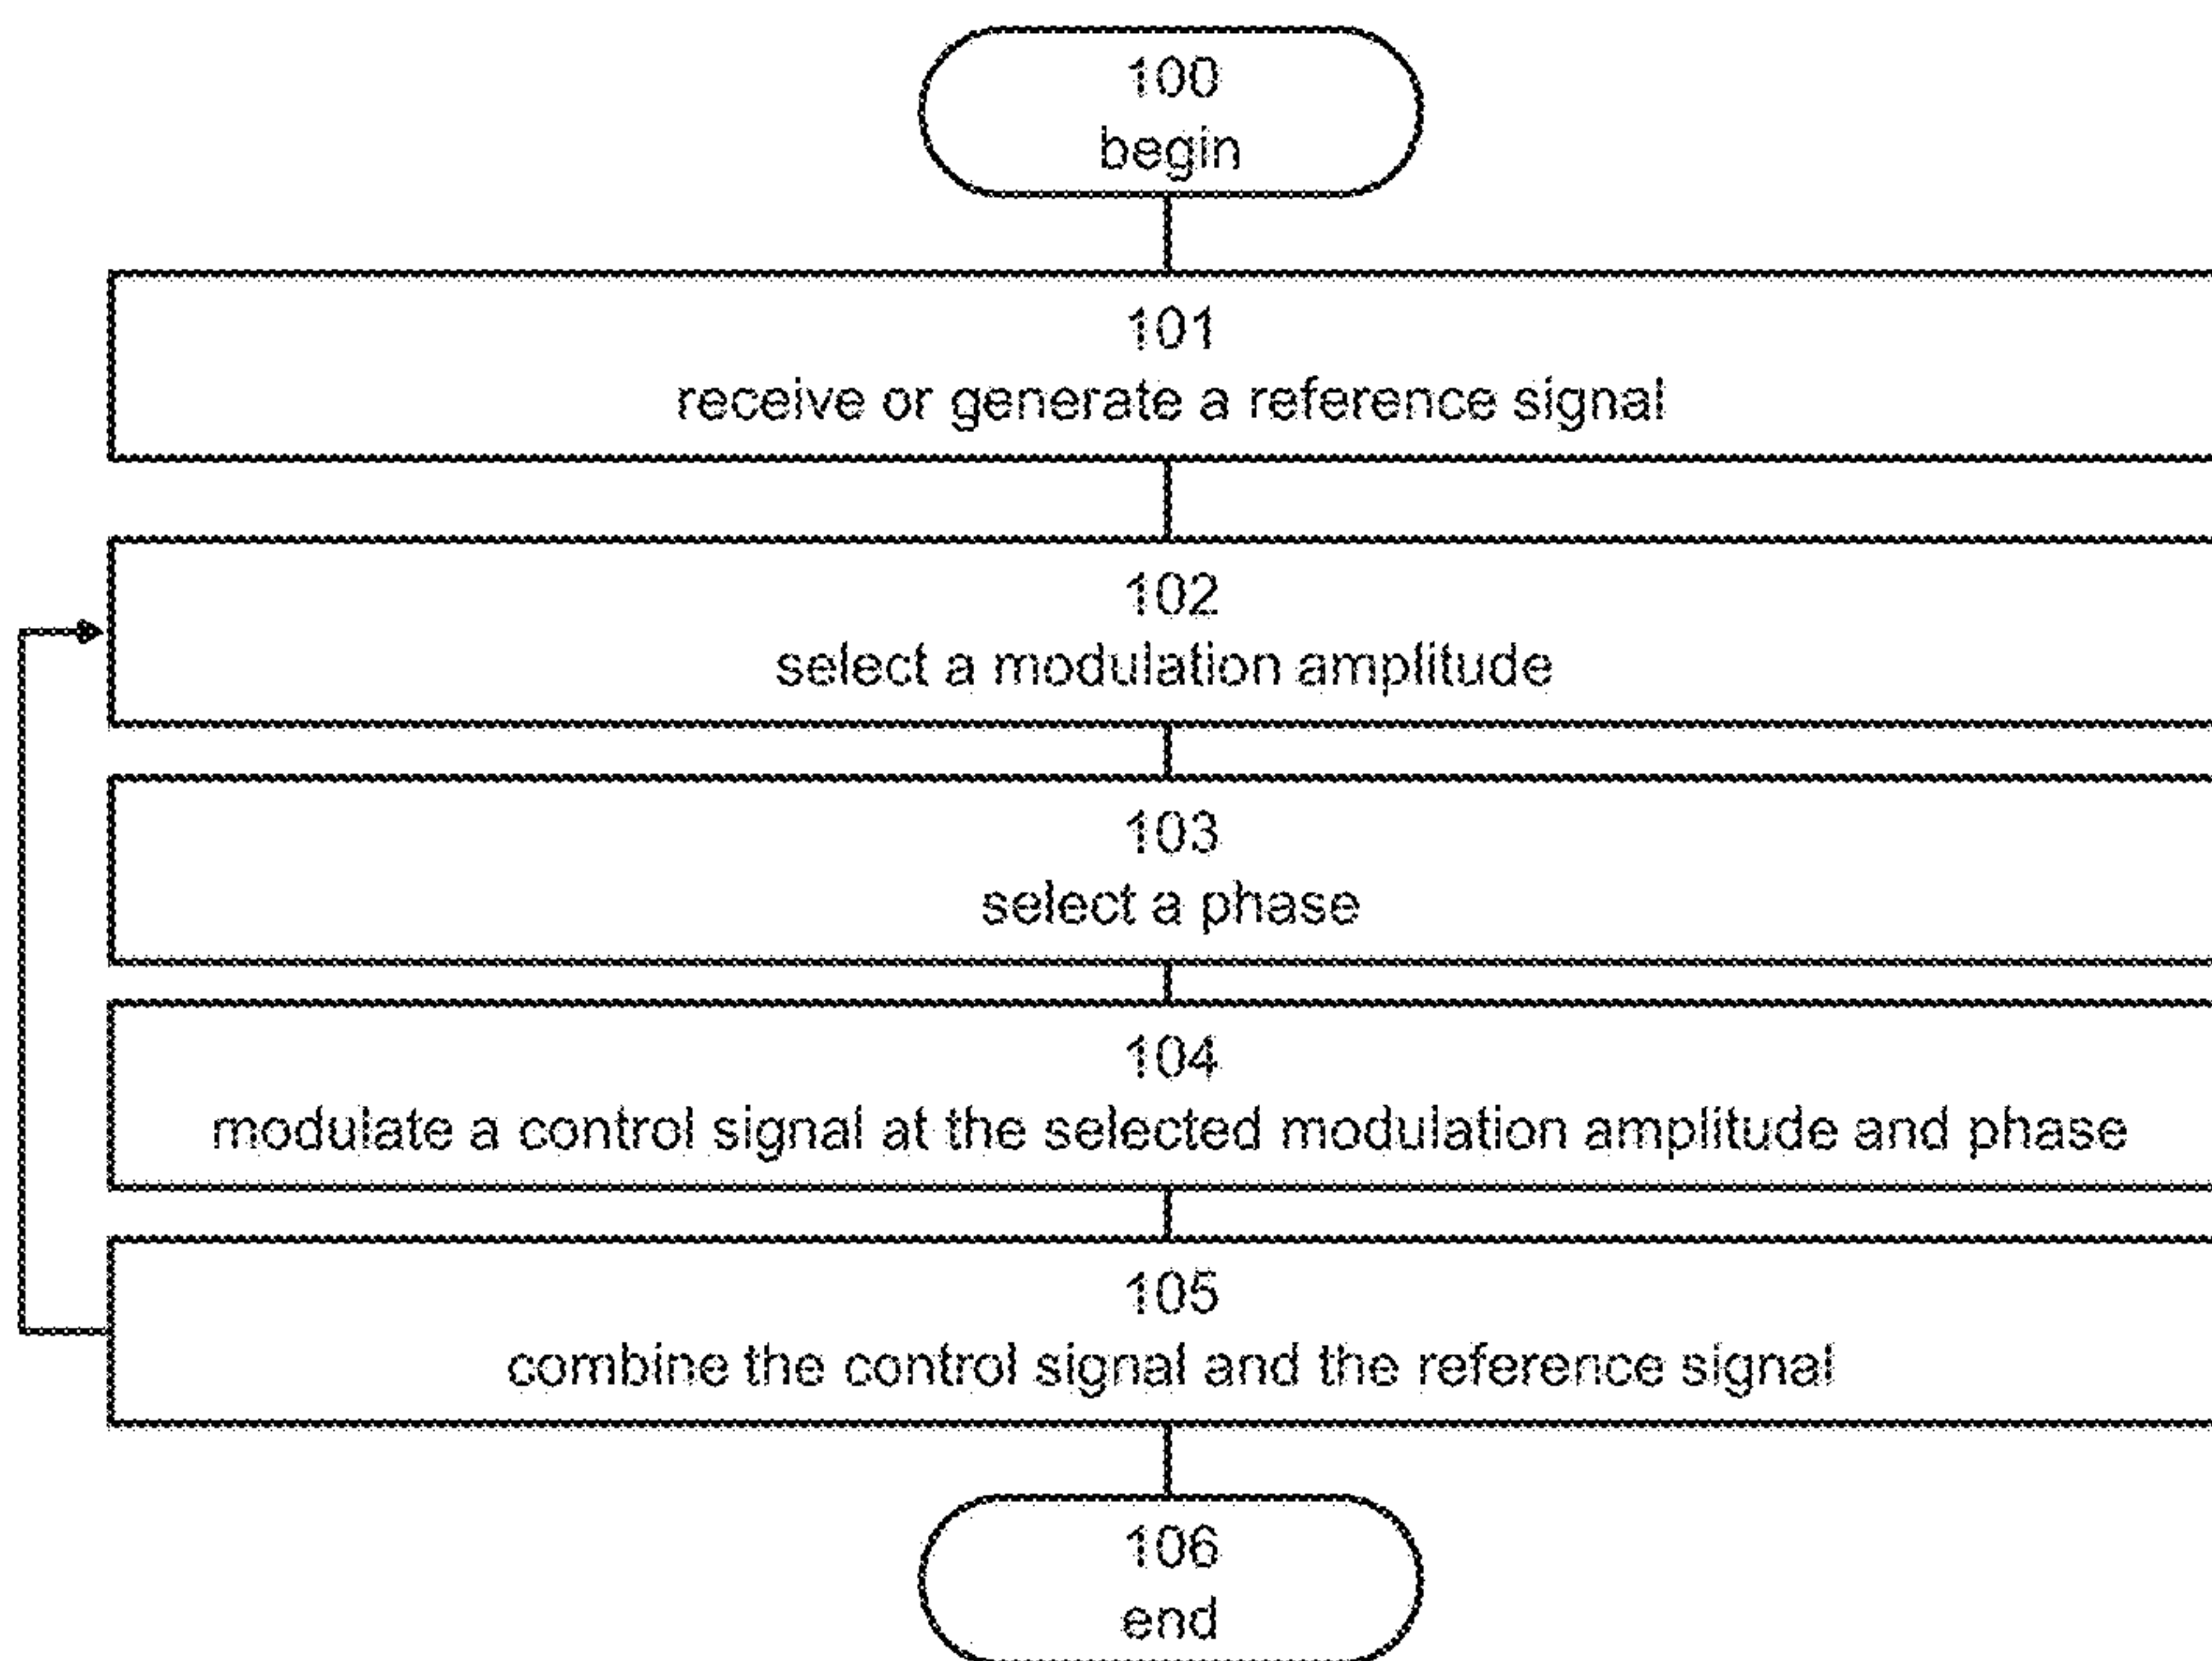 100
begin
101
receive or generate a reference signal
102
select a modulation amplitude
103
select a phase
104
modulate a control signal at the selected modulation amplitude and phase
105
combine the control signal and the reference signal
106
end